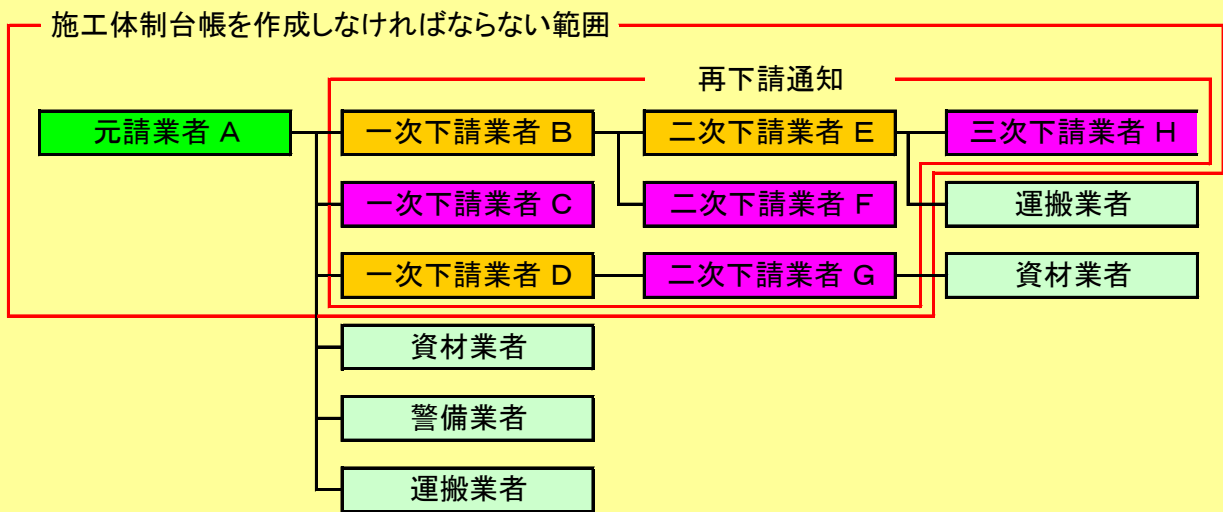 施工体制台帳を作成しなければならない範囲
再下請通知
元請業者 A
一次下請業者 B
二次下請業者 E
三次下請業者 H
一次下請業者 C
二次下請業者 F
運搬業者
一次下請業者 D
二次下請業者 G
資材業者
資材業者
警備業者
運搬業者